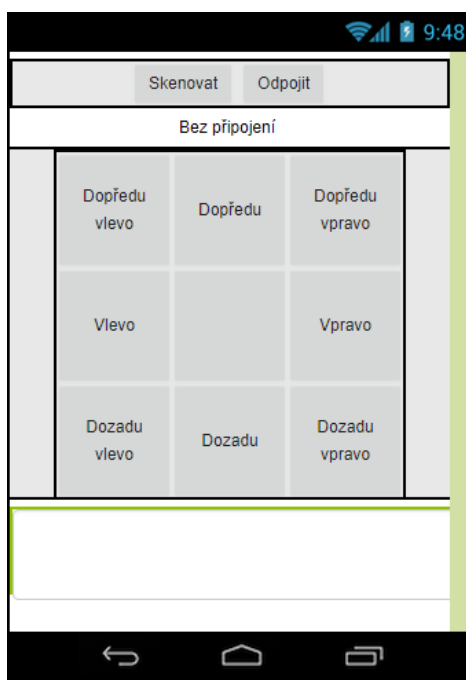 9:48
Skenovat Odpojit
Bez připojení
Dopředu vlevo
Dopředu
Dopředu vpravo
Vlevo
Vpravo
Dozadu vlevo
Dozadu
Dozadu vpravo